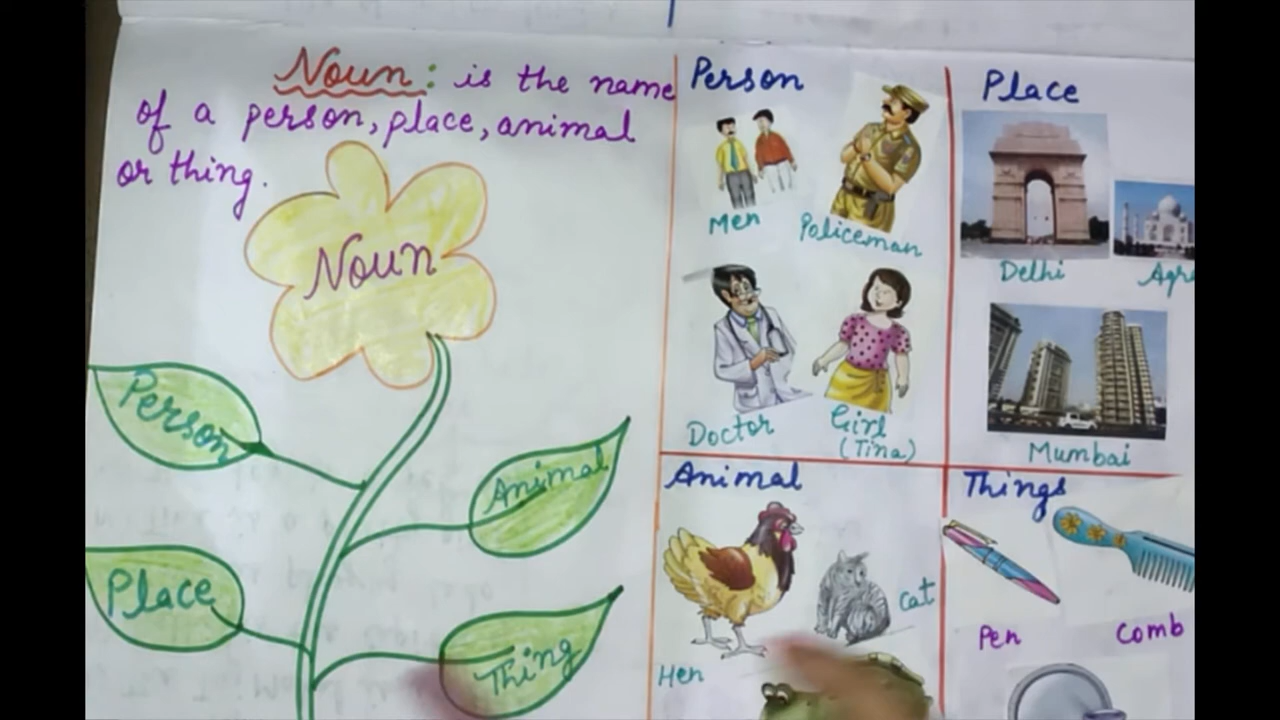 Noun: is the name
of a person, place, animal
or thing.
Noun
Person
Animal
Place
Thing
Person
Men
Policeman
Doctor
Girl
(Tina)
Place
Delhi
Agr
Mumbai
Animal
Hen
Cat
Things
Pen
Comb